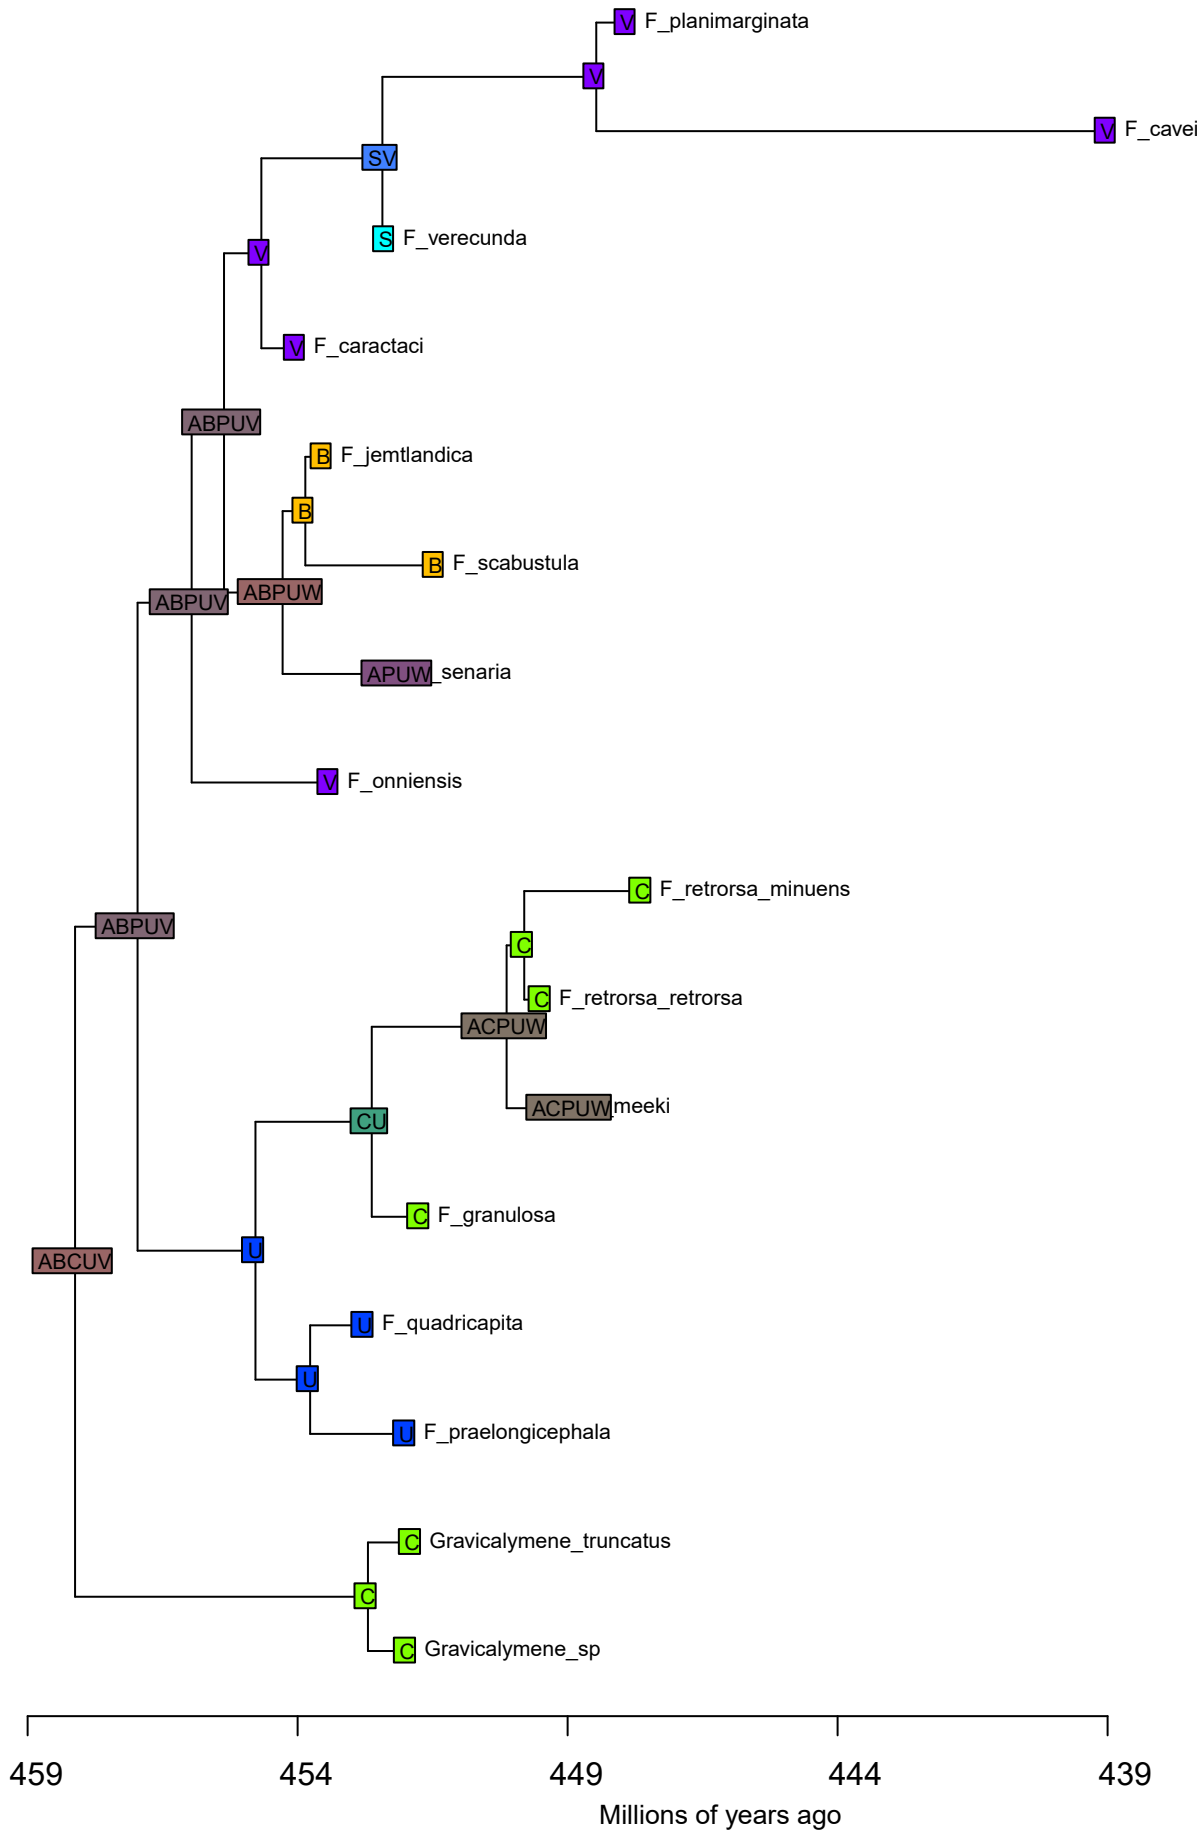 V F_planimarginata
V
V F_cavei
SV
S F_verecunda
V
V F_caractaci
ABPUV
B F_jemtlandica
B
B F_scabustula
ABPUW
ABPUV
APUW_senaria
V F_onniensis
C F_retrorsa_minuens
ABPUV
C
C F_retrorsa_retrorsa
ACPUW
ACPUW meeki
CU
C F_granulosa
U
ABCUV
U F_quadricapita
U
U F_praelongicephala
C Gravicalymene_truncatus
C
C Gravicalymene_sp
459 454 449 444 439
Millions of years ago